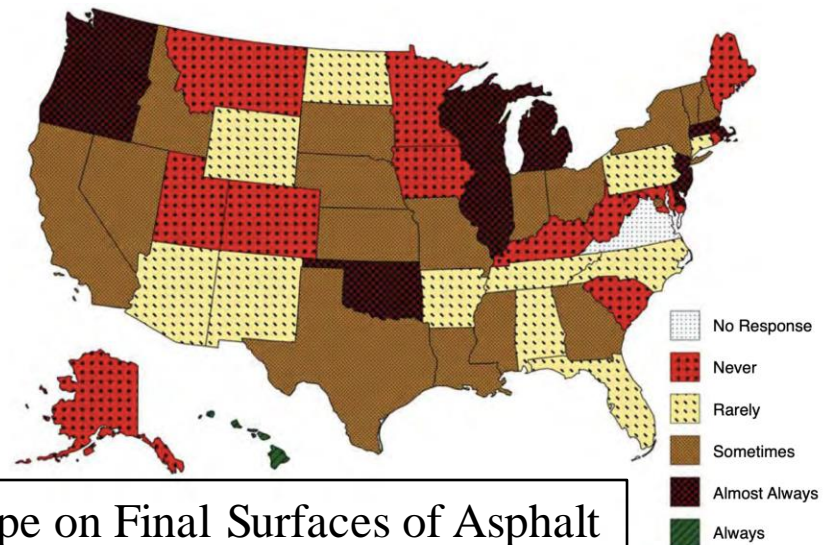 No Response
Never
Rarely
Sometimes
Almost Always
Always
pe on Final Surfaces of Asphalt